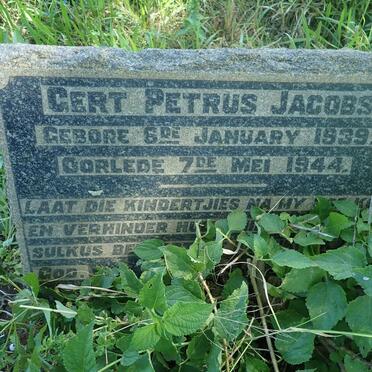 GERT PETRUS JACOBS
GEBORE 6DE JANUARY 1939
OORLEDE 7DE MEI 1944.
LAAT DIE KINDERTJIES NA MY
EN VERHINDER
SULKUS
GOD